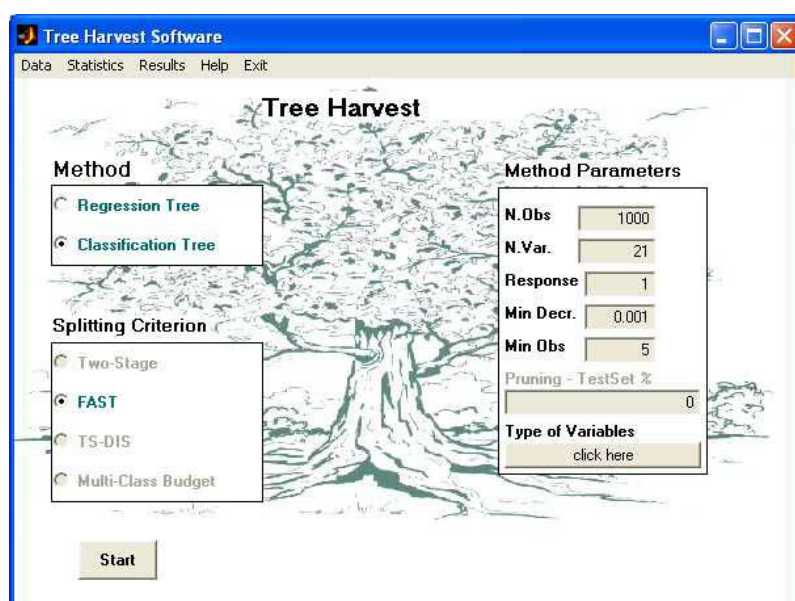 Tree Harvest Software
Data Statistics Results Help Exit
Tree Harvest
Method
Regression Tree
Classification Tree
Splitting Criterion
Two-Stage
FAST
TS-DIS
Multi-Class Budget
Start
Method Parameters
N.Obs 1000
N.Var. 21
Response 1
Min Decr. 0.001
Min Obs 5
Pruning - TestSet %
0
Type of Variables
click here